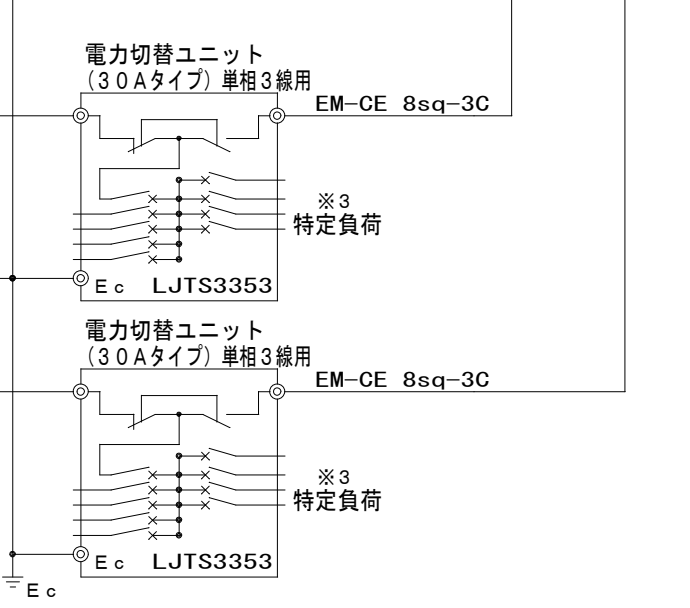 電力切替ユニット
（３０Aタイプ）単相３線用
EM−CE 8sq−3C
※3
特定負荷
Ec LJTS3353
電力切替ユニット
（３０Aタイプ）単相３線用
EM−CE 8sq−3C
※3
特定負荷
Ec LJTS3353
Ec